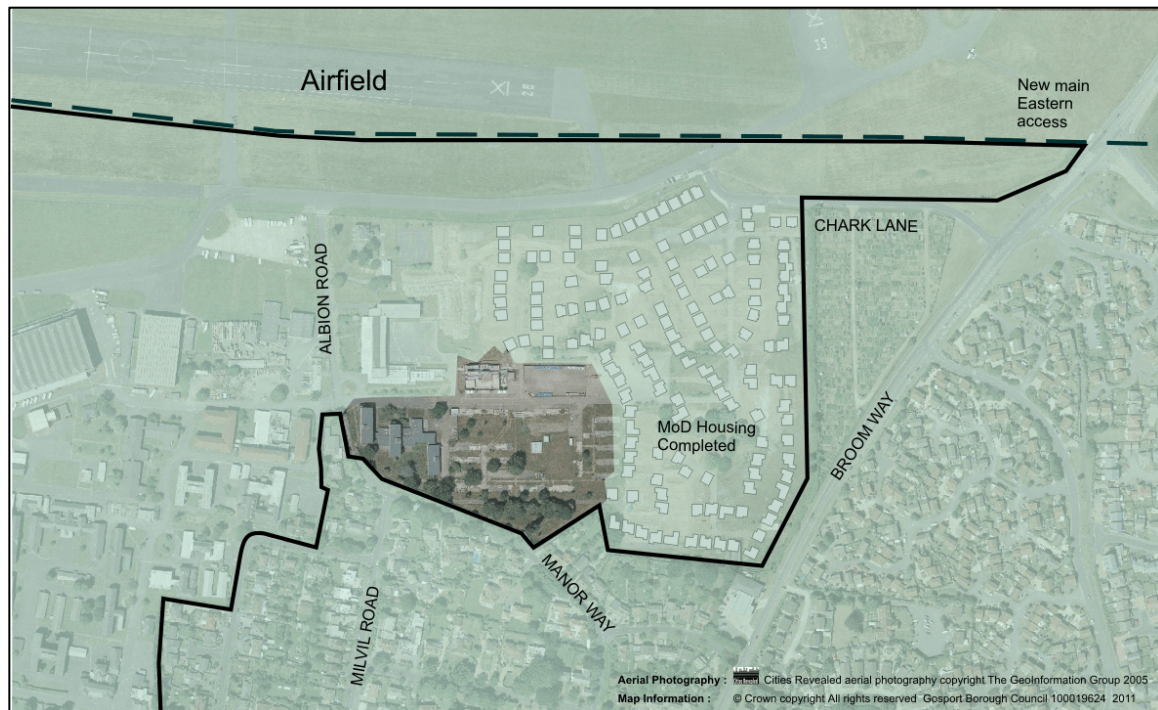 Airfield
New main
Eastern
access
CHARK LANE
ALBION ROAD
MoD Housing
Completed
BROOM WAY
MANOR WAY
MILVIL ROAD
Aerial Photography : Cities Revealed aerial photography copyright The GeoInformation Group 2005
Map Information : © Crown copyright All rights reserved Gosport Borough Council 100019624 2011